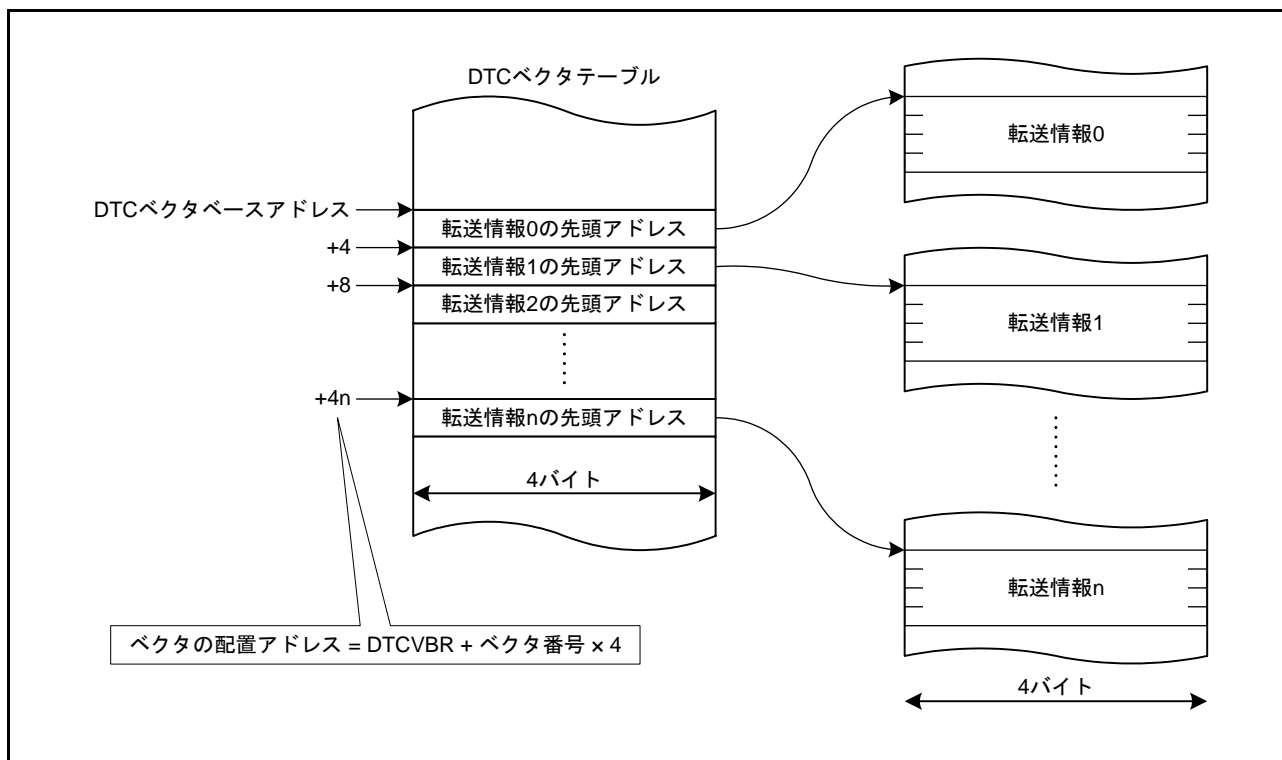 DTCベクタテーブル
DTCベクタベースアドレス
転送情報0の先頭アドレス
+4
転送情報1の先頭アドレス
+8
転送情報2の先頭アドレス
+4n
転送情報nの先頭アドレス
4バイト
ベクタの配置アドレス = DTCVBR + ベクタ番号 × 4
転送情報0
転送情報1
転送情報n
4バイト